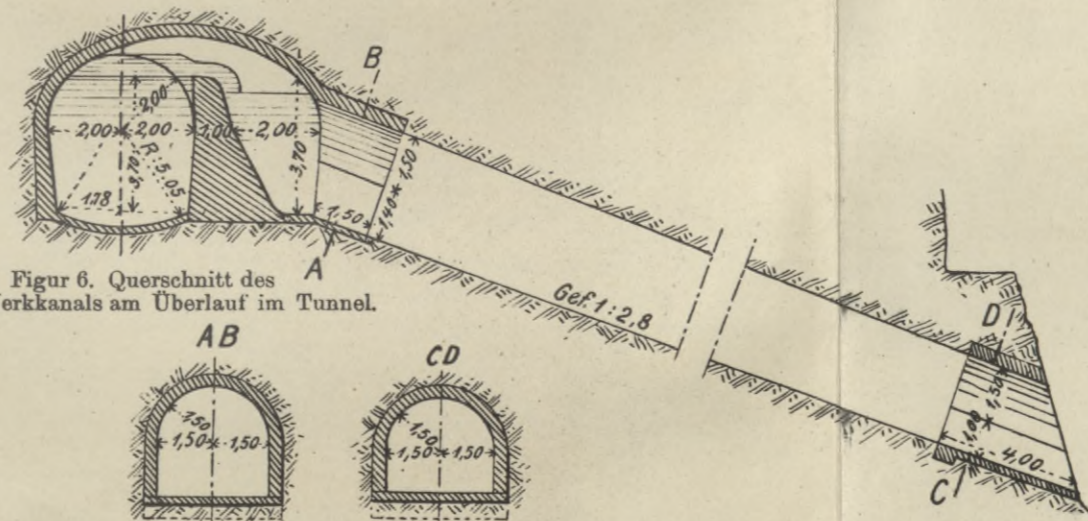 B
2,00
2,00
2,00
1,00
2,00
3,70
R:5.05
3,70
1.78
1,50
1,40
1,50
A
Figur 6. Querschnitt des
erkkanals am Überlauf im Tunnel.
Gef. 1:2,8
AB
1,50
1,50
1,50
CD
1,50
1,50
1,50
D
1,50
1,00
4,00
C